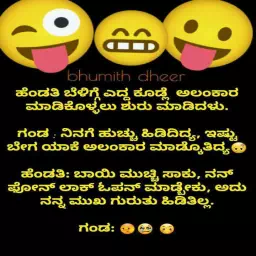 bhumith dheer
ಹೆಂಡತಿ ಬೆಳಿಗ್ಗೆ ಎದ್ದ ಕೂಡ್ಲೆ ಅಲಂಕಾರ
ಮಾಡಿಕೊಳ್ಳಲು ಶುರು ಮಾಡಿದಳು.
ಗಂಡ : ನಿನಗೆ ಹುಚ್ಚು ಹಿಡಿದಿದ್ಯ, ಇಷ್ಟು
ಬೇಗ ಯಾಕೆ ಅಲಂಕಾರ ಮಾಡ್ಕೊತಿದ್ಯ😳
ಹೆಂಡತಿ: ಬಾಯಿ ಮುಚ್ಚಿ ಸಾಕು, ನನ್
ಫೋನ್ ಲಾಕ್ ಓಪನ್ ಮಾಡ್ಬೇಕು, ಅದು
ನನ್ನ ಮುಖ ಗುರುತು ಹಿಡಿತಿಲ್ಲ.
ಗಂಡ: